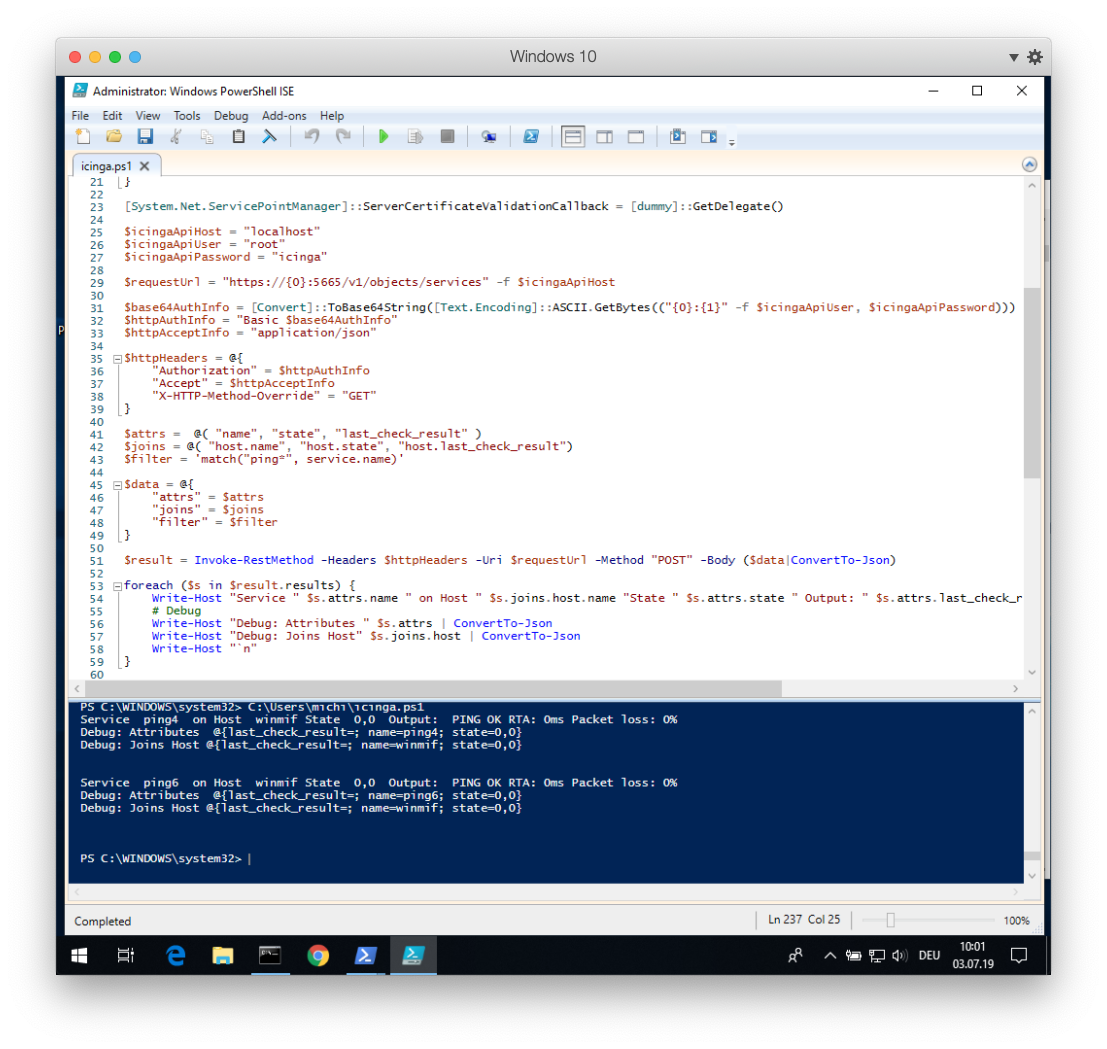 Windows 10
Administrator: Windows PowerShell ISE
File Edit View Tools Debug Add-ons Help
icinga.ps1
21 }
22
23 [System.Net.ServicePointManager]::ServerCertificateValidationCallback = [dummy]::GetDelegate()
24
25 $icingaApiHost = "localhost"
26 $icingaApiUser = "root"
27 $icingaApiPassword = "icinga"
28
29 $requestUrl = "https://{0}:5665/v1/objects/services" -f $icingaApiHost
30
31 $base64AuthInfo = [Convert]::ToBase64String([Text.Encoding]::ASCII.GetBytes(("{0}:{1}" -f $icingaApiUser, $icingaApiPassword)))
32 $httpAuthInfo = "Basic $base64AuthInfo"
33 $httpAcceptInfo = "application/json"
34
35 $httpHeaders = @{
36 "Authorization" = $httpAuthInfo
37 "Accept" = $httpAcceptInfo
38 "X-HTTP-Method-Override" = "GET"
39 }
40
41 $attrs = @( "name", "state", "last_check_result" )
42 $joins = @( "host.name", "host.state", "host.last_check_result")
43 $filter = 'match("ping*", service.name)'
44
45 $data = @{
46 "attrs" = $attrs
47 "joins" = $joins
48 "filter" = $filter
49 }
50
51 $result = Invoke-RestMethod -Headers $httpHeaders -Uri $requestUrl -Method "POST" -Body ($data|ConvertTo-Json)
52
53 foreach ($s in $result.results) {
54 Write-Host "Service " $s.attrs.name " on Host " $s.joins.host.name "State " $s.attrs.state " Output: " $s.attrs.last_check_r
55 # Debug
56 Write-Host "Debug: Attributes " $s.attrs | ConvertTo-Json
57 Write-Host "Debug: Joins Host" $s.joins.host | ConvertTo-Json
58 Write-Host "`n"
59 }
60
PS C:\WINDOWS\system32> C:\Users\michi\icinga.ps1
Service ping4 on Host winmif State 0,0 Output: PING OK RTA: 0ms Packet loss: 0%
Debug: Attributes @{last_check_result=; name=ping4; state=0,0}
Debug: Joins Host @{last_check_result=; name=winmif; state=0,0}
Service ping6 on Host winmif State 0,0 Output: PING OK RTA: 0ms Packet loss: 0%
Debug: Attributes @{last_check_result=; name=ping6; state=0,0}
Debug: Joins Host @{last_check_result=; name=winmif; state=0,0}
PS C:\WINDOWS\system32>
Completed Ln 237 Col 25 100%
DEU 10:01
03.07.19